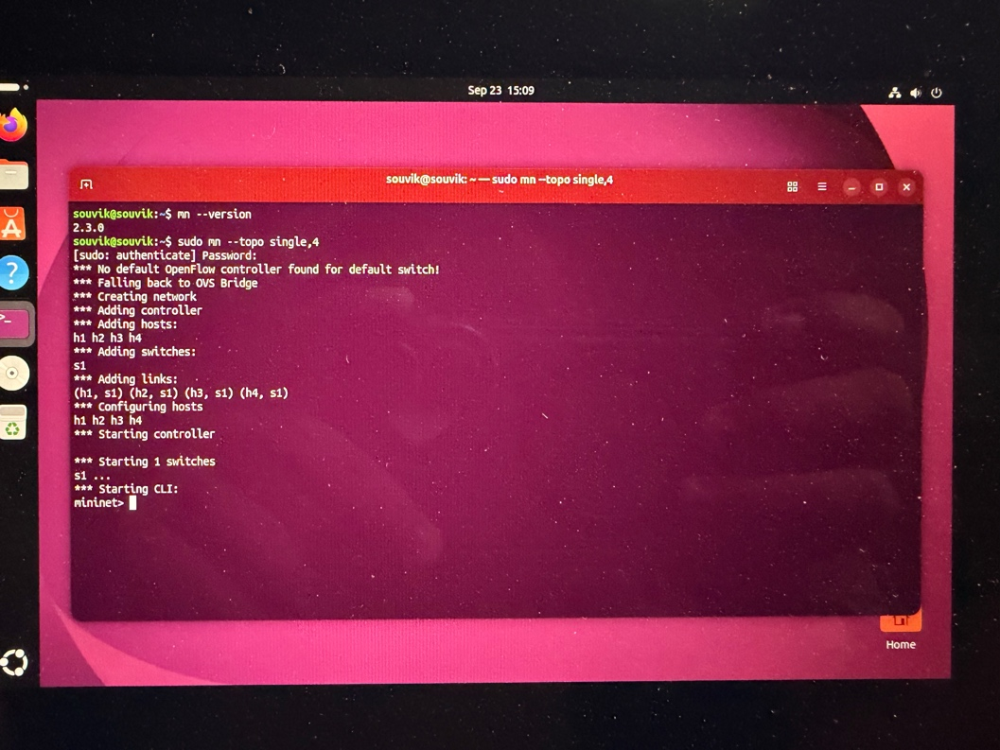 Sep 23 15:09
souvik@souvik: ~ — sudo mn --topo single,4
souvik@souvik:~$ mn --version
2.3.0
souvik@souvik:~$ sudo mn --topo single,4
[sudo: authenticate] Password:
*** No default OpenFlow controller found for default switch!
*** Falling back to OVS Bridge
*** Creating network
*** Adding controller
*** Adding hosts:
h1 h2 h3 h4
*** Adding switches:
s1
*** Adding links:
(h1, s1) (h2, s1) (h3, s1) (h4, s1)
*** Configuring hosts
h1 h2 h3 h4
*** Starting controller

*** Starting 1 switches
s1 ...
*** Starting CLI:
mininet>
Home